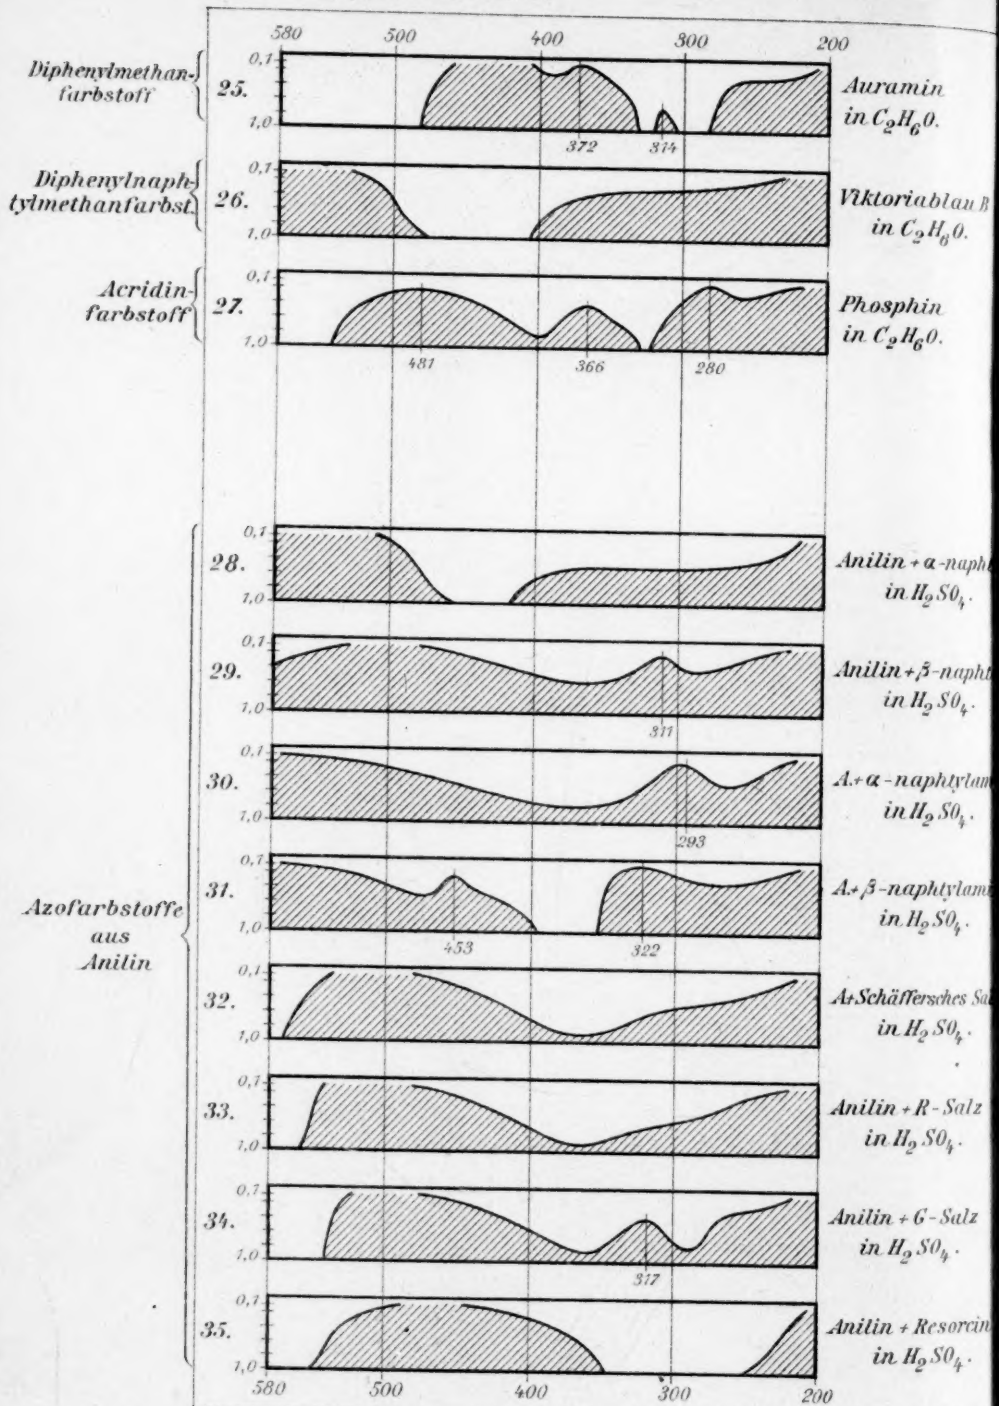 580 500 400 300 200
Diphenylmethan-
farbstoff
25.
0,1
1,0
372 314
Auramin
in C₂H₆O.
Diphenylnaph-
tylmethanfarbst.
26.
0,1
1,0
Viktoriablau B
in C₂H₆O.
Acridin-
farbstoff
27.
0,1
1,0
481 366 280
Phosphin
in C₂H₆O.
Azofarbstoffe
aus
Anilin
28.
0,1
1,0
Anilin + α-napht
in H₂SO₄.
29.
0,1
1,0
311
Anilin + β-napht
in H₂SO₄.
30.
0,1
1,0
293
A.+ α-naphtylam
in H₂SO₄.
31.
0,1
1,0
453 322
A.+ β-naphtylami
in H₂SO₄.
32.
0,1
1,0
A+Schäffersches Sal
in H₂SO₄.
33.
0,1
1,0
Anilin + R-Salz
in H₂SO₄.
34.
0,1
1,0
317
Anilin + G-Salz
in H₂SO₄.
35.
0,1
1,0
Anilin + Resorcin
in H₂SO₄.
580 500 400 300 200